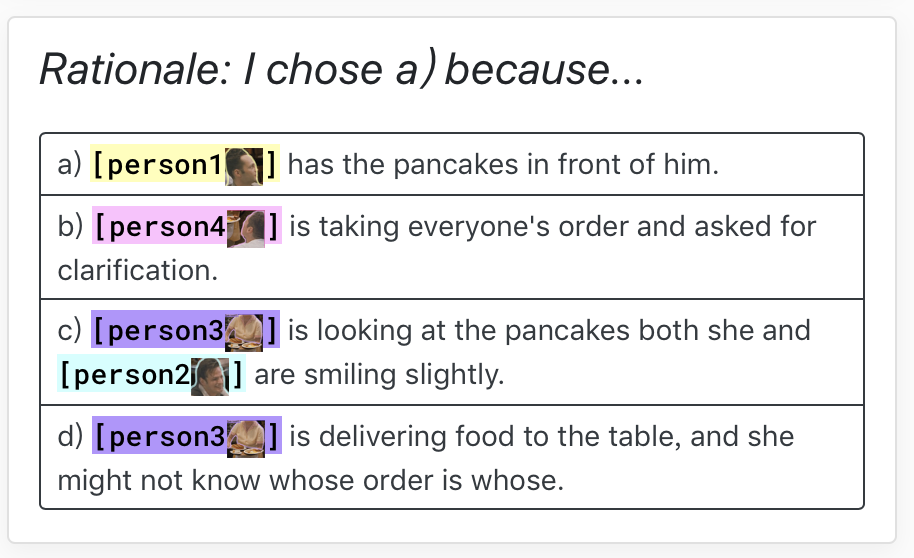 Rationale: I chose a) because...
a) [person1] has the pancakes in front of him.
b) [person4] is taking everyone's order and asked for
clarification.
c) [person3] is looking at the pancakes both she and
[person2] are smiling slightly.
d) [person3] is delivering food to the table, and she
might not know whose order is whose.